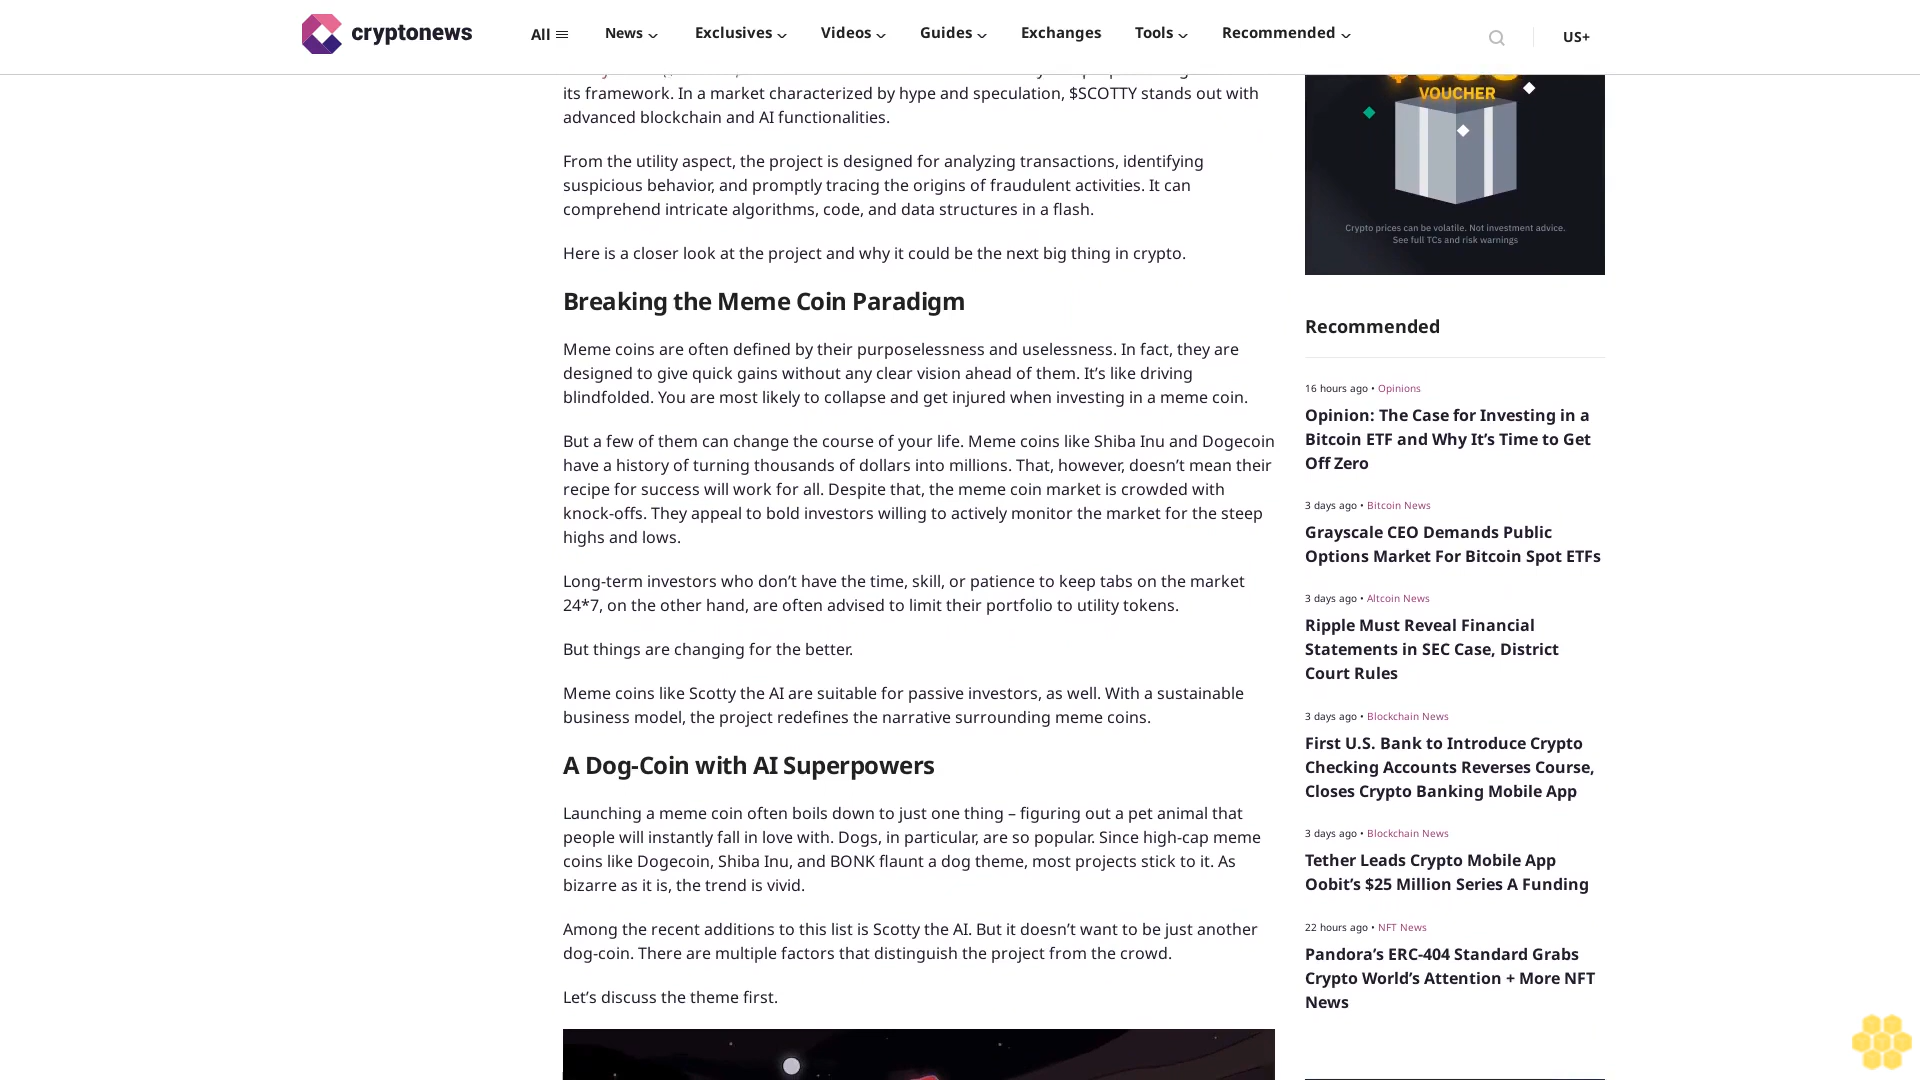 cryptonews
All
News
Exclusives
Videos
Guides
Exchanges
Tools
Recommended
US+
its framework. In a market characterized by hype and speculation, $SCOTTY stands out with
advanced blockchain and AI functionalities.
From the utility aspect, the project is designed for analyzing transactions, identifying
suspicious behavior, and promptly tracing the origins of fraudulent activities. It can
comprehend intricate algorithms, code, and data structures in a flash.
Here is a closer look at the project and why it could be the next big thing in crypto.
Breaking the Meme Coin Paradigm
Meme coins are often defined by their purposelessness and uselessness. In fact, they are
designed to give quick gains without any clear vision ahead of them. It’s like driving
blindfolded. You are most likely to collapse and get injured when investing in a meme coin.
But a few of them can change the course of your life. Meme coins like Shiba Inu and Dogecoin
have a history of turning thousands of dollars into millions. That, however, doesn’t mean their
recipe for success will work for all. Despite that, the meme coin market is crowded with
knock-offs. They appeal to bold investors willing to actively monitor the market for the steep
highs and lows.
Long-term investors who don’t have the time, skill, or patience to keep tabs on the market
24*7, on the other hand, are often advised to limit their portfolio to utility tokens.
But things are changing for the better.
Meme coins like Scotty the AI are suitable for passive investors, as well. With a sustainable
business model, the project redefines the narrative surrounding meme coins.
A Dog-Coin with AI Superpowers
Launching a meme coin often boils down to just one thing – figuring out a pet animal that
people will instantly fall in love with. Dogs, in particular, are so popular. Since high-cap meme
coins like Dogecoin, Shiba Inu, and BONK flaunt a dog theme, most projects stick to it. As
bizarre as it is, the trend is vivid.
Among the recent additions to this list is Scotty the AI. But it doesn’t want to be just another
dog-coin. There are multiple factors that distinguish the project from the crowd.
Let’s discuss the theme first.
VOUCHER
Crypto prices can be volatile. Not investment advice.
See full TCs and risk warnings
Recommended
16 hours ago • Opinions
Opinion: The Case for Investing in a
Bitcoin ETF and Why It’s Time to Get
Off Zero
3 days ago • Bitcoin News
Grayscale CEO Demands Public
Options Market For Bitcoin Spot ETFs
3 days ago • Altcoin News
Ripple Must Reveal Financial
Statements in SEC Case, District
Court Rules
3 days ago • Blockchain News
First U.S. Bank to Introduce Crypto
Checking Accounts Reverses Course,
Closes Crypto Banking Mobile App
3 days ago • Blockchain News
Tether Leads Crypto Mobile App
Oobit’s $25 Million Series A Funding
22 hours ago • NFT News
Pandora’s ERC-404 Standard Grabs
Crypto World’s Attention + More NFT
News